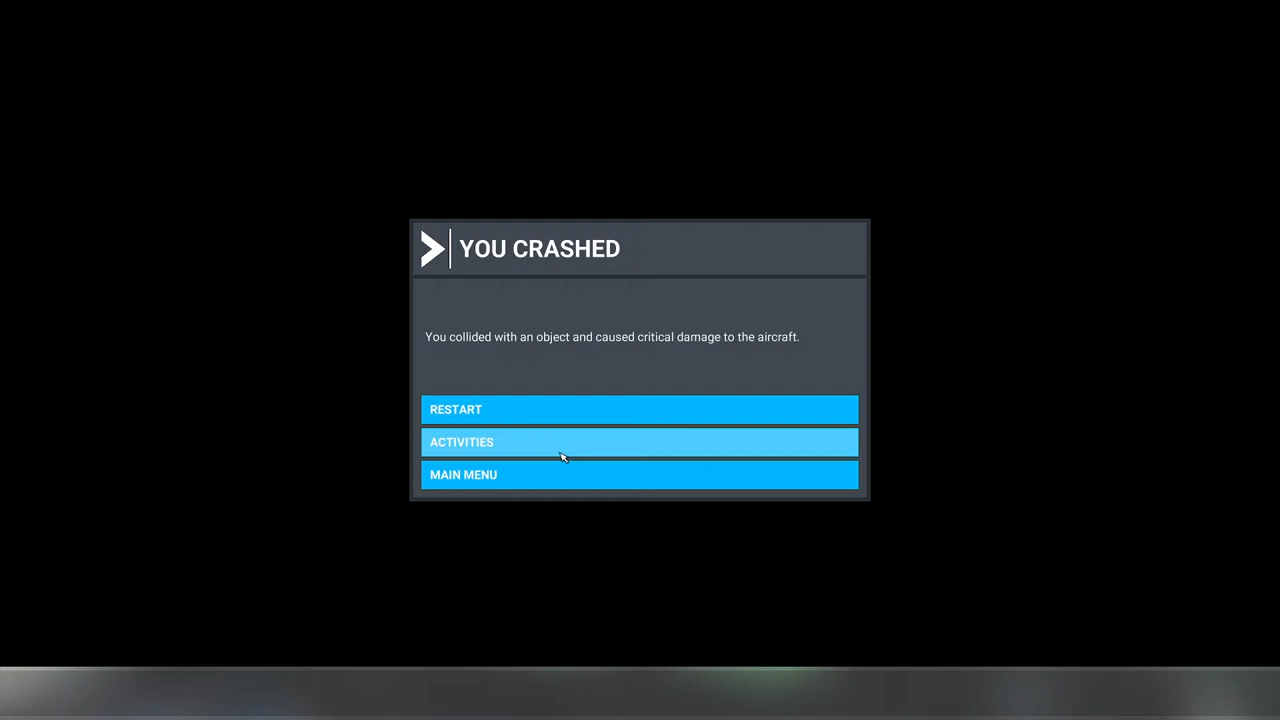 YOU CRASHED
You collided with an object and caused critical damage to the aircraft.
RESTART
ACTIVITIES
MAIN MENU